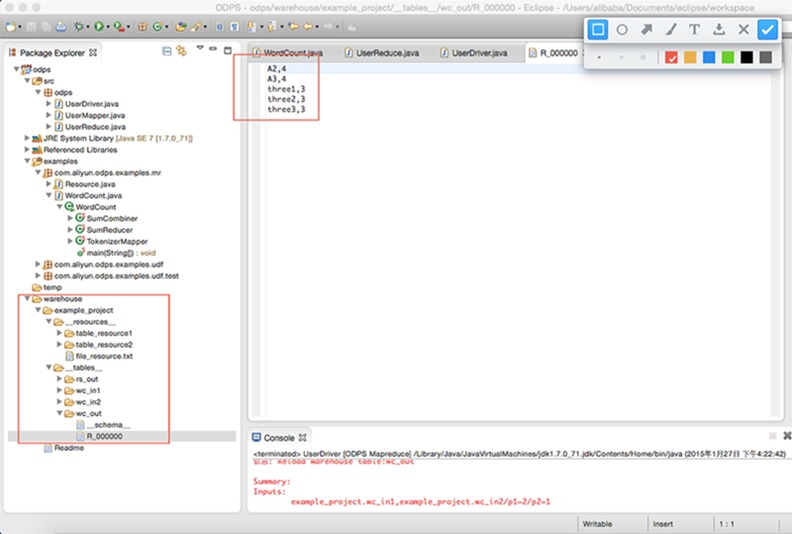 ODPS - odps/warehouse/example_project/__tables__/wc_out/R_000000 - Eclipse - /Users/alibaba/Documents/eclipse/workspace
Package Explorer
odps
src
odps
UserDriver.java
UserMapper.java
UserReduce.java
JRE System Library [Java SE 7 [1.7.0_71]]
Referenced Libraries
examples
com.aliyun.odps.examples.mr
Resource.java
WordCount.java
WordCount
SumCombiner
SumReducer
TokenizerMapper
main(String[]) : void
com.aliyun.odps.examples.udf
com.aliyun.odps.examples.udf.test
temp
warehouse
example_project
__resources__
table_resource1
table_resource2
file_resource.txt
__tables__
rs_out
wc_in1
wc_in2
wc_out
__schema__
R_000000
Readme
WordCount.java UserReduce.java UserDriver.java R_000000
A2,4
A3,4
three1,3
three2,3
three3,3
T
Console
<terminated> UserDriver [ODPS Mapreduce] /Library/Java/JavaVirtualMachines/jdk1.7.0_71.jdk/Contents/Home/bin/java (2015年1月27日 下午4:22:42)
信息: Reload warehouse table:wc_out
Summary:
Inputs:
example_project.wc_in1,example_project.wc_in2/p1=2/p2=1
Writable Insert 1 : 1